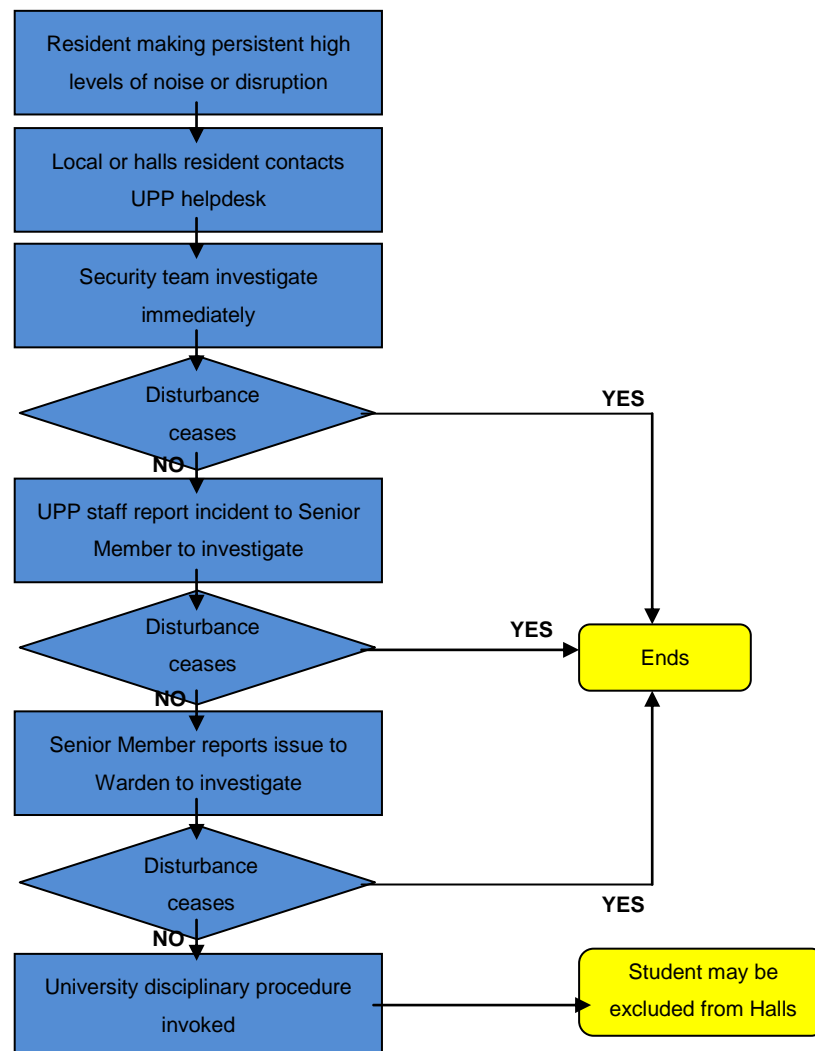 Resident making persistent high
levels of noise or disruption
Local or halls resident contacts
UPP helpdesk
Security team investigate
immediately
Disturbance
ceases
YES
NO
UPP staff report incident to Senior
Member to investigate
Disturbance
ceases
YES
Ends
NO
Senior Member reports issue to
Warden to investigate
Disturbance
ceases
YES
NO
University disciplinary procedure
invoked
Student may be
excluded from Halls